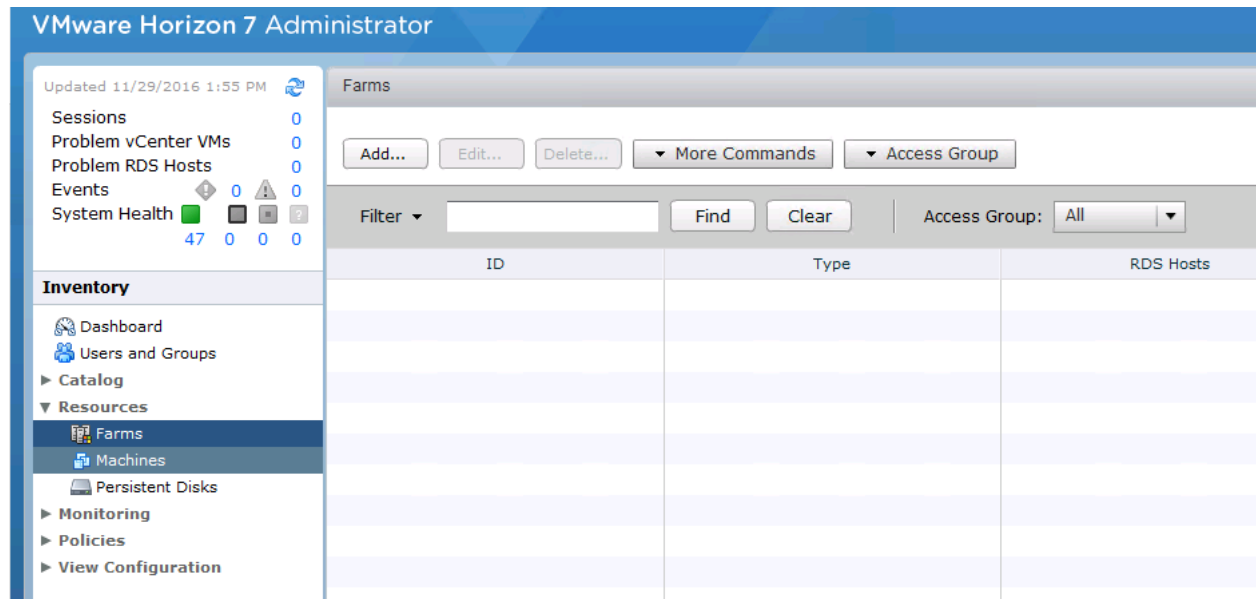 VMware Horizon 7 Administrator
Updated 11/29/2016 1:55 PM
Sessions 0
Problem vCenter VMs 0
Problem RDS Hosts 0
Events ! 0 ! 0
System Health ?
47 0 0 0
Inventory
Dashboard
Users and Groups
Catalog
Resources
Farms
Machines
Persistent Disks
Monitoring
Policies
View Configuration
Farms
Add... Edit... Delete... More Commands Access Group
Filter Find Clear Access Group: All
ID Type RDS Hosts